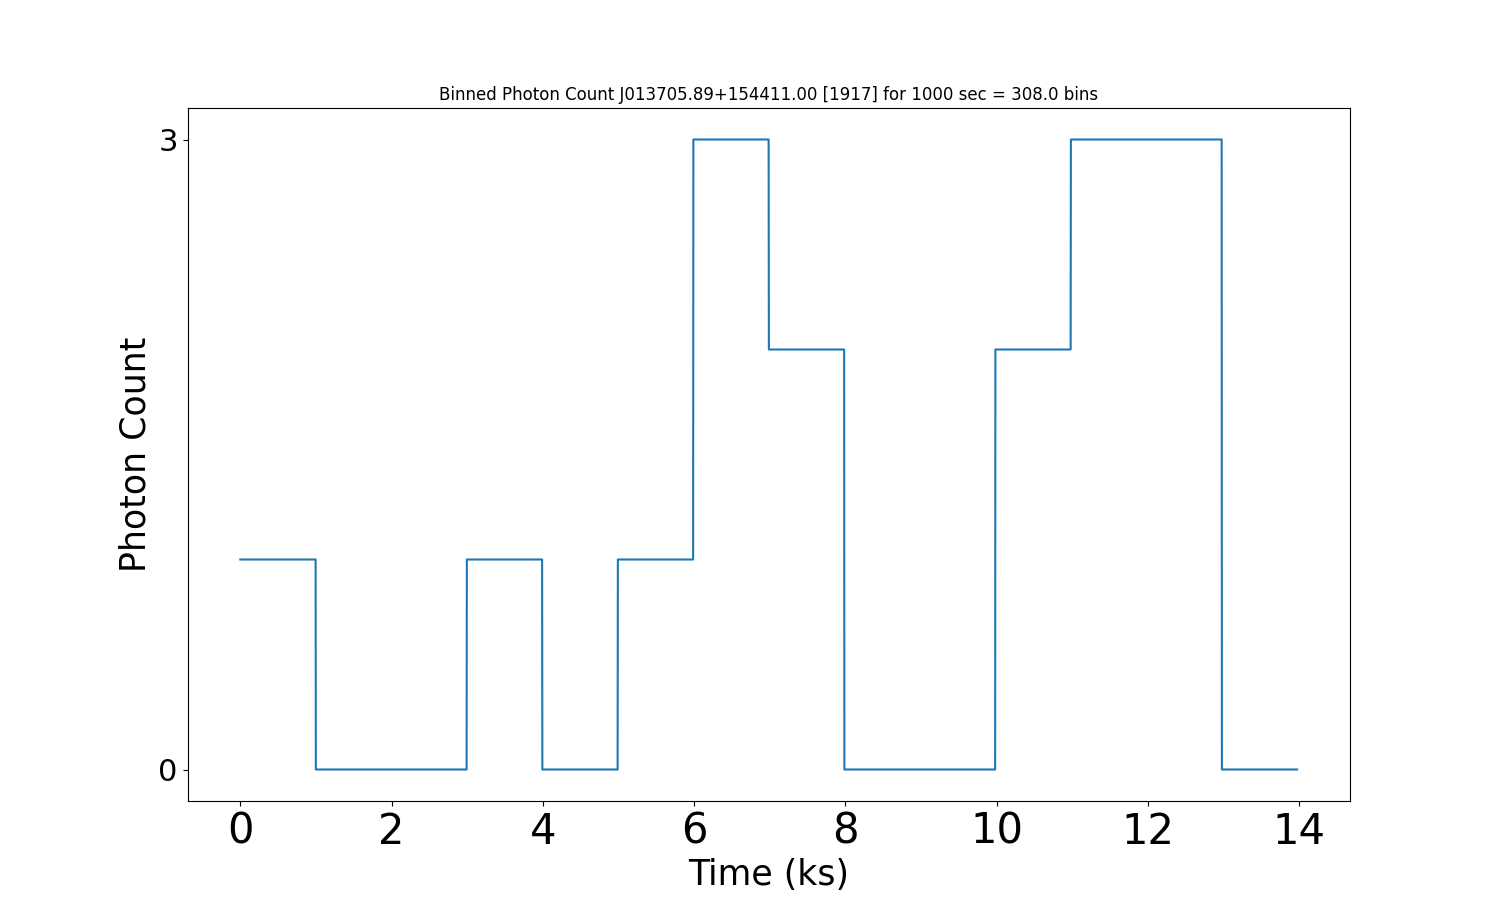 Binned Photon Count J013705.89+154411.00 [1917] for 1000 sec = 308.0 bins
3
Photon Count
0
0 2 4 6 8 10 12 14
Time (ks)